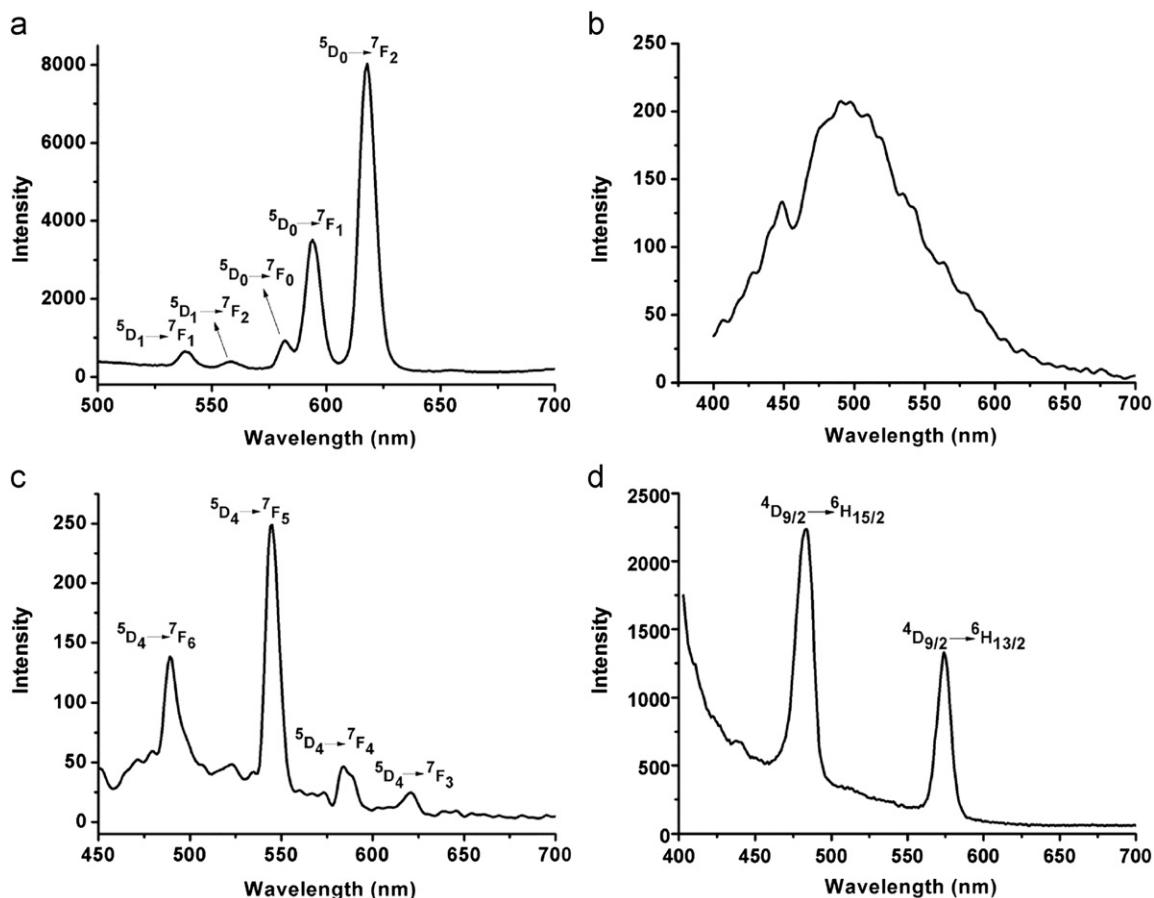 a
⁵D₀→⁷F₂
8000
6000
4000
2000
0
⁵D₀→⁷F₁
⁵D₀→⁷F₀
⁵D₁→⁷F₂
⁵D₁→⁷F₁
500 550 600 650 700
Wavelength (nm)
Intensity
b
250
200
150
100
50
0
400 450 500 550 600 650 700
Wavelength (nm)
Intensity
c
⁵D₄→⁷F₅
250
200
150
100
50
0
⁵D₄→⁷F₆
⁵D₄→⁷F₄
⁵D₄→⁷F₃
450 500 550 600 650 700
Wavelength (nm)
Intensity
d
2500
2000
1500
1000
500
0
⁴D₉/₂→⁶H₁₅/₂
⁴D₉/₂→⁶H₁₃/₂
400 450 500 550 600 650 700
Wavelength (nm)
Intensity